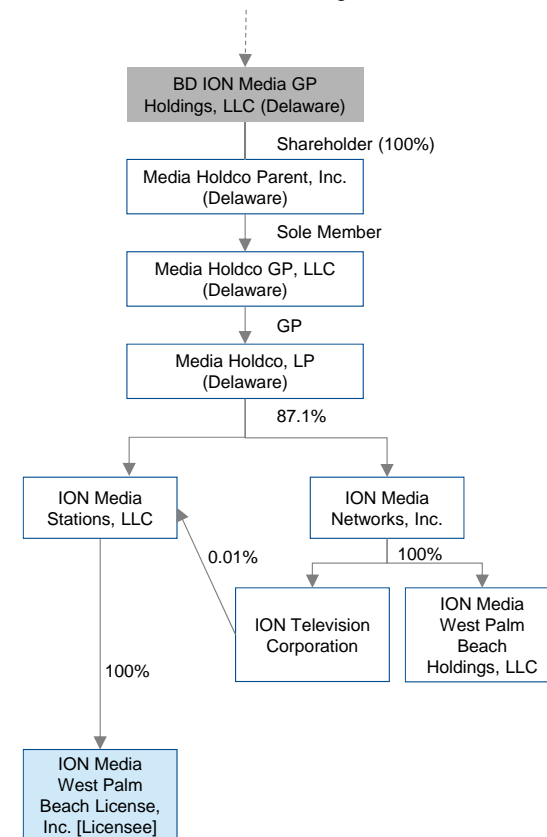 BD ION Media GP
Holdings, LLC (Delaware)
Shareholder (100%)
Media Holdco Parent, Inc.
(Delaware)
Sole Member
Media Holdco GP, LLC
(Delaware)
GP
Media Holdco, LP
(Delaware)
87.1%
ION Media
Stations, LLC
ION Media
Networks, Inc.
0.01%
100%
ION Television
Corporation
ION Media
West Palm
Beach
Holdings, LLC
100%
ION Media
West Palm
Beach License,
Inc. [Licensee]